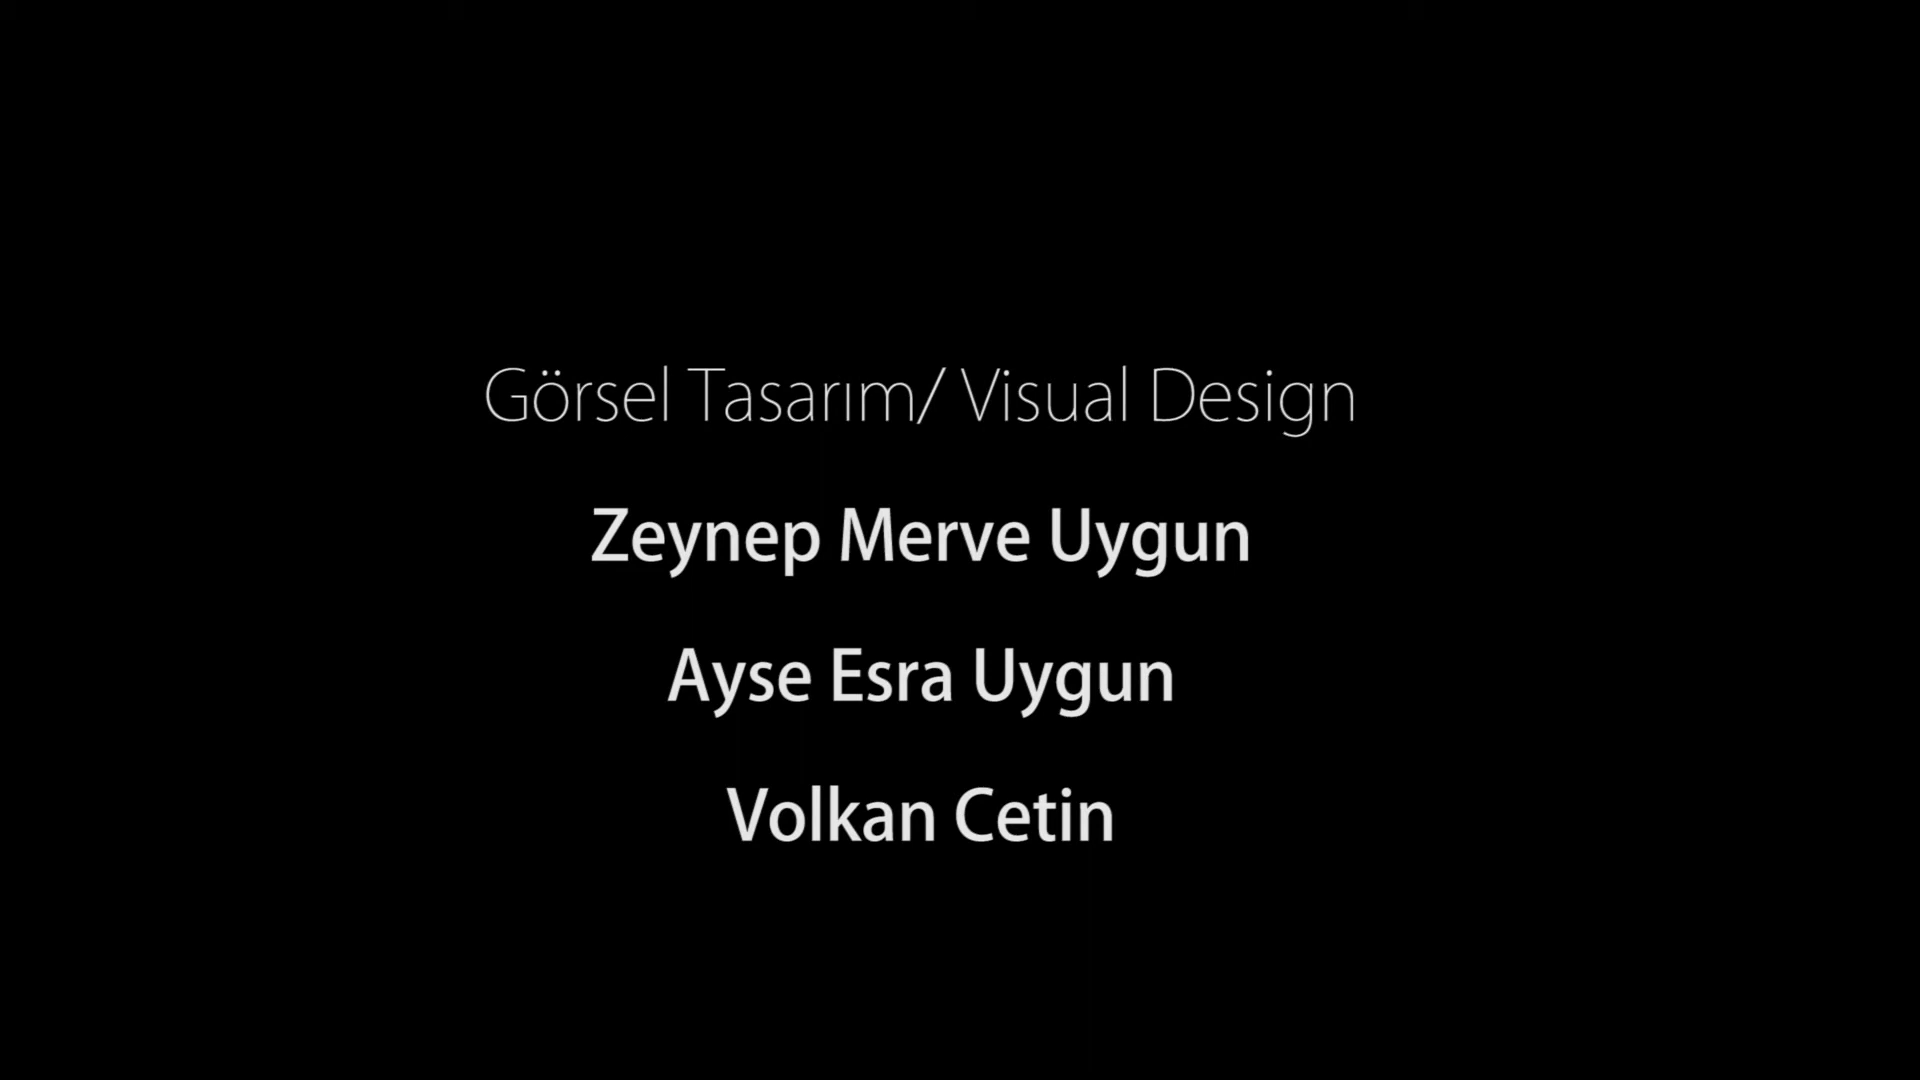 Görsel Tasarım/ Visual Design
Zeynep Merve Uygun
Ayse Esra Uygun
Volkan Cetin